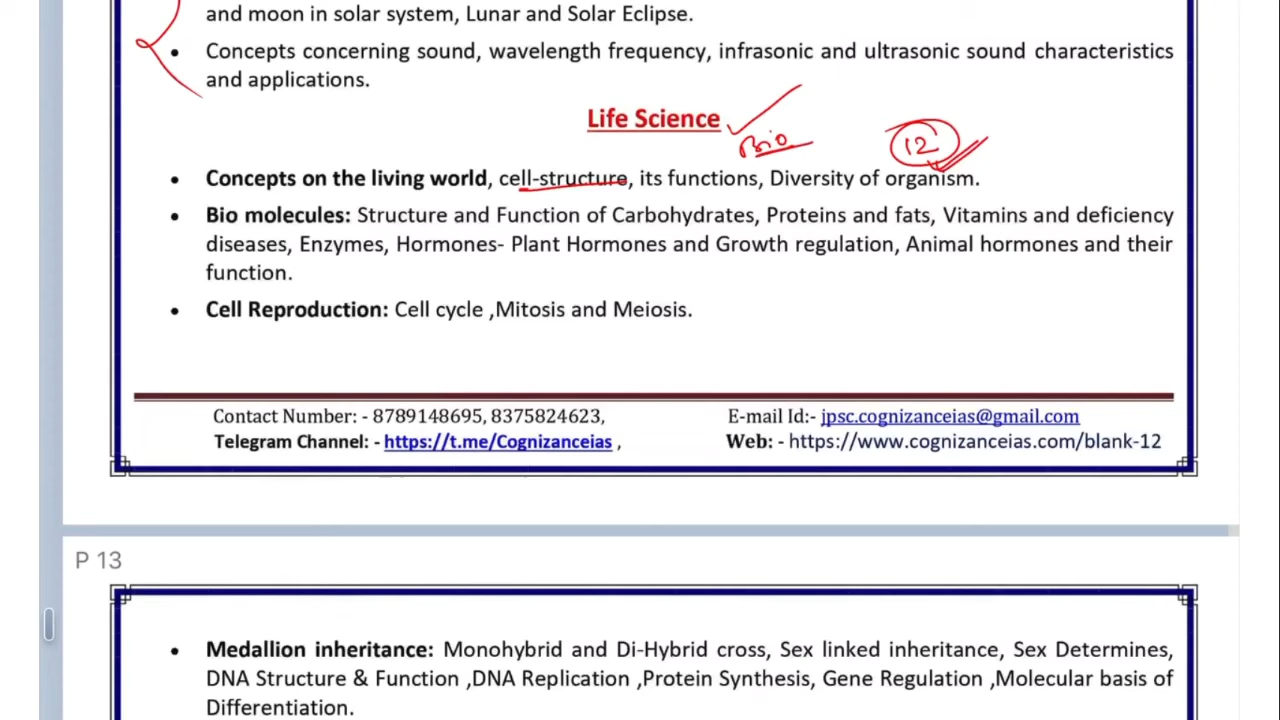 and moon in solar system, Lunar and Solar Eclipse.
• Concepts concerning sound, wavelength frequency, infrasonic and ultrasonic sound characteristics
and applications.
Life Science
Bio
12
• Concepts on the living world, cell-structure, its functions, Diversity of organism.
• Bio molecules: Structure and Function of Carbohydrates, Proteins and fats, Vitamins and deficiency
diseases, Enzymes, Hormones- Plant Hormones and Growth regulation, Animal hormones and their
function.
• Cell Reproduction: Cell cycle ,Mitosis and Meiosis.
Contact Number: - 8789148695, 8375824623, E-mail Id:- jpsc.cognizanceias@gmail.com
Telegram Channel: - https://t.me/Cognizanceias , Web: - https://www.cognizanceias.com/blank-12
P 13
• Medallion inheritance: Monohybrid and Di-Hybrid cross, Sex linked inheritance, Sex Determines,
DNA Structure & Function ,DNA Replication ,Protein Synthesis, Gene Regulation ,Molecular basis of
Differentiation.